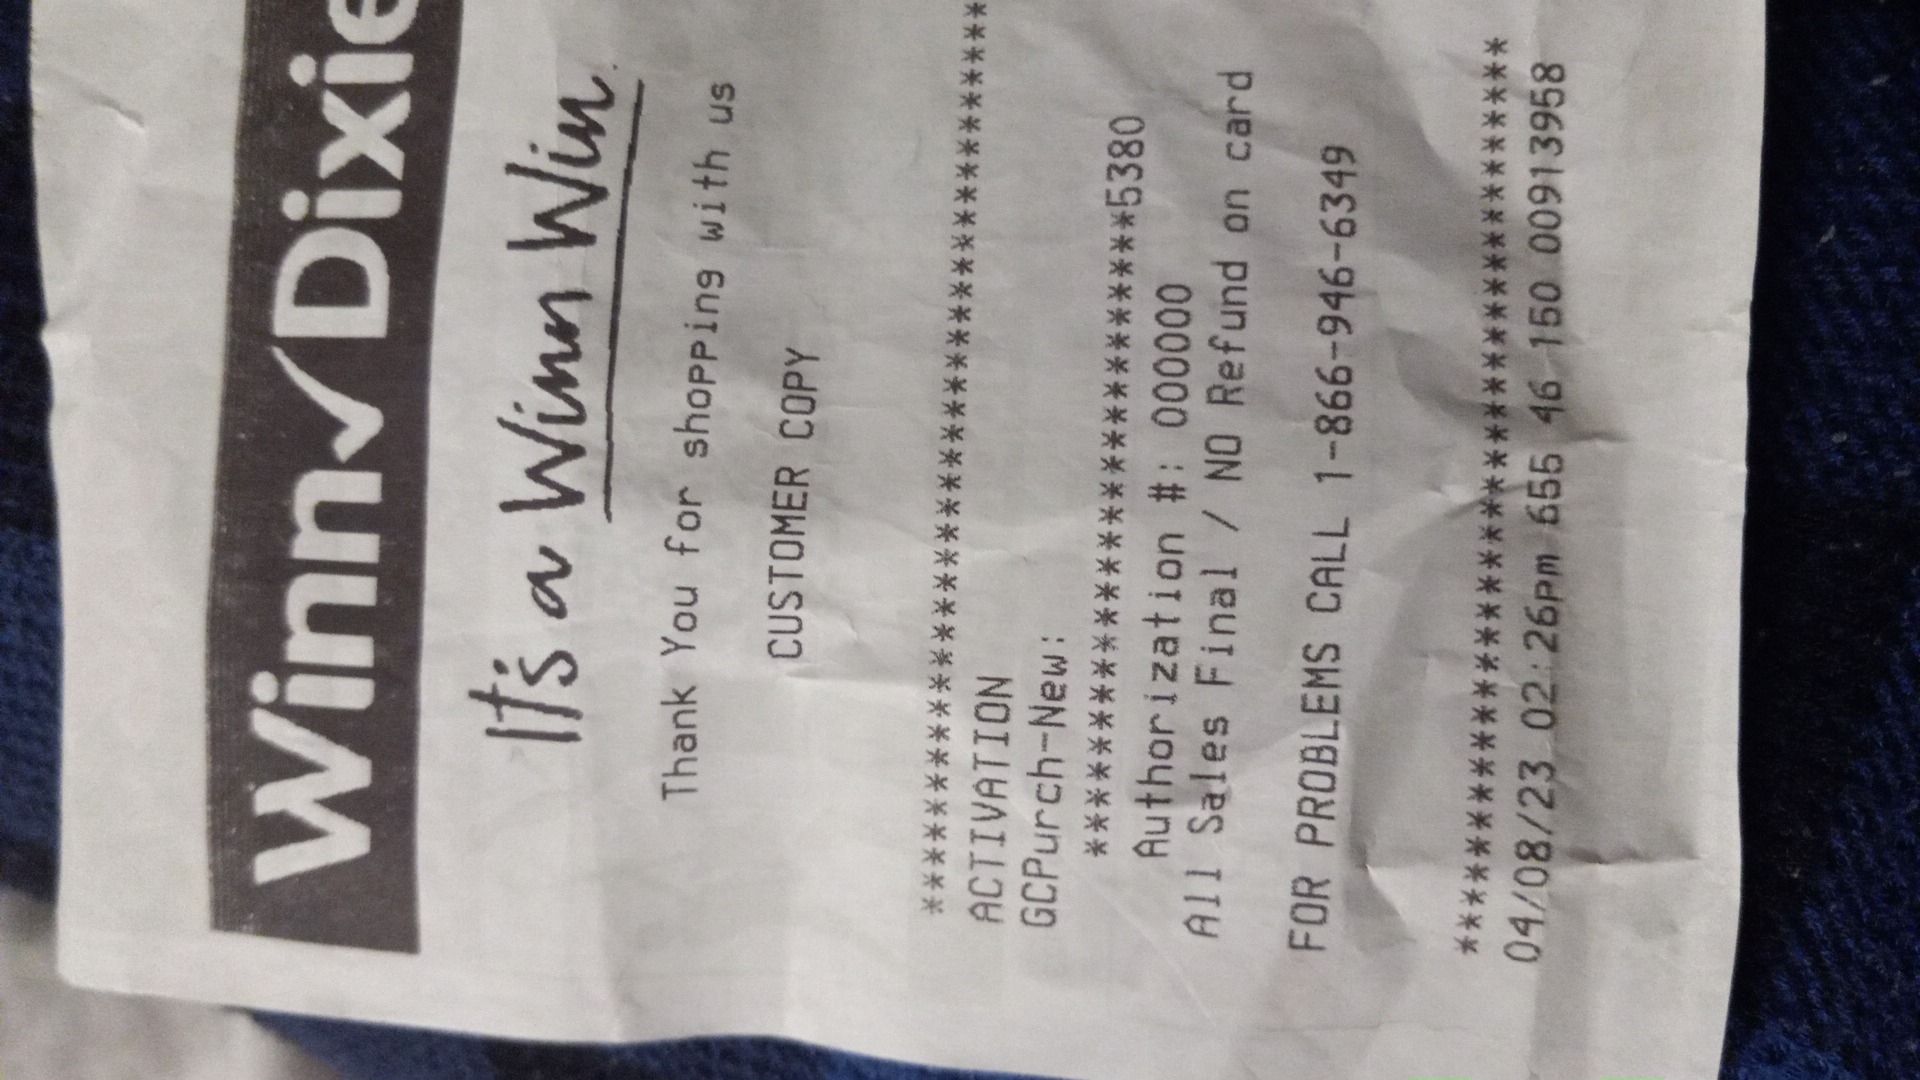 Winn✓Dixie
It's a Winn Win.
Thank You for shopping with us
CUSTOMER COPY
****************************************
ACTIVATION
GCPurch-New:
*******************************5380
Authorization #: 000000
All Sales Final / NO Refund on card
FOR PROBLEMS CALL 1-866-946-6349
****************************************
04/08/23 02:26pm 655 46 150 00913958